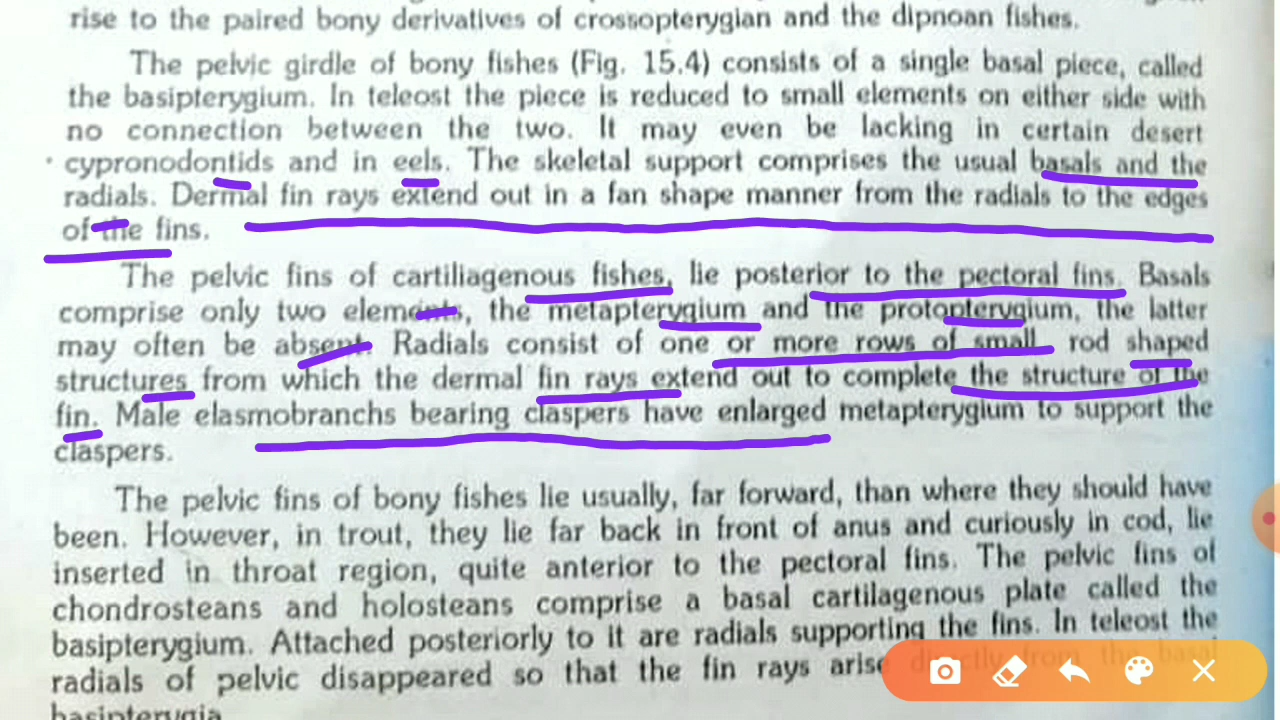 rise to the paired bony derivatives of crossopterygian and the dipnoan fishes.
The pelvic girdle of bony fishes (Fig. 15.4) consists of a single basal piece, called
the basipterygium. In teleost the piece is reduced to small elements on either side with
no connection between the two. It may even be lacking in certain desert
cypronodontids and in eels. The skeletal support comprises the usual basals and the
radials. Dermal fin rays extend out in a fan shape manner from the radials to the edges
of the fins.
The pelvic fins of cartiliagenous fishes, lie posterior to the pectoral fins. Basals
comprise only two elements, the metapterygium and the protopterygium, the latter
may often be absent. Radials consist of one or more rows of small rod shaped
structures from which the dermal fin rays extend out to complete the structure of the
fin. Male elasmobranchs bearing claspers have enlarged metapterygium to support the
claspers.
The pelvic fins of bony fishes lie usually, far forward, than where they should have
been. However, in trout, they lie far back in front of anus and curiously in cod, lie
inserted in throat region, quite anterior to the pectoral fins. The pelvic fins of
chondrosteans and holosteans comprise a basal cartilagenous plate called the
basipterygium. Attached posteriorly to it are radials supporting the fins. In teleost the
radials of pelvic disappeared so that the fin rays arise directly from the basal
basipterygia